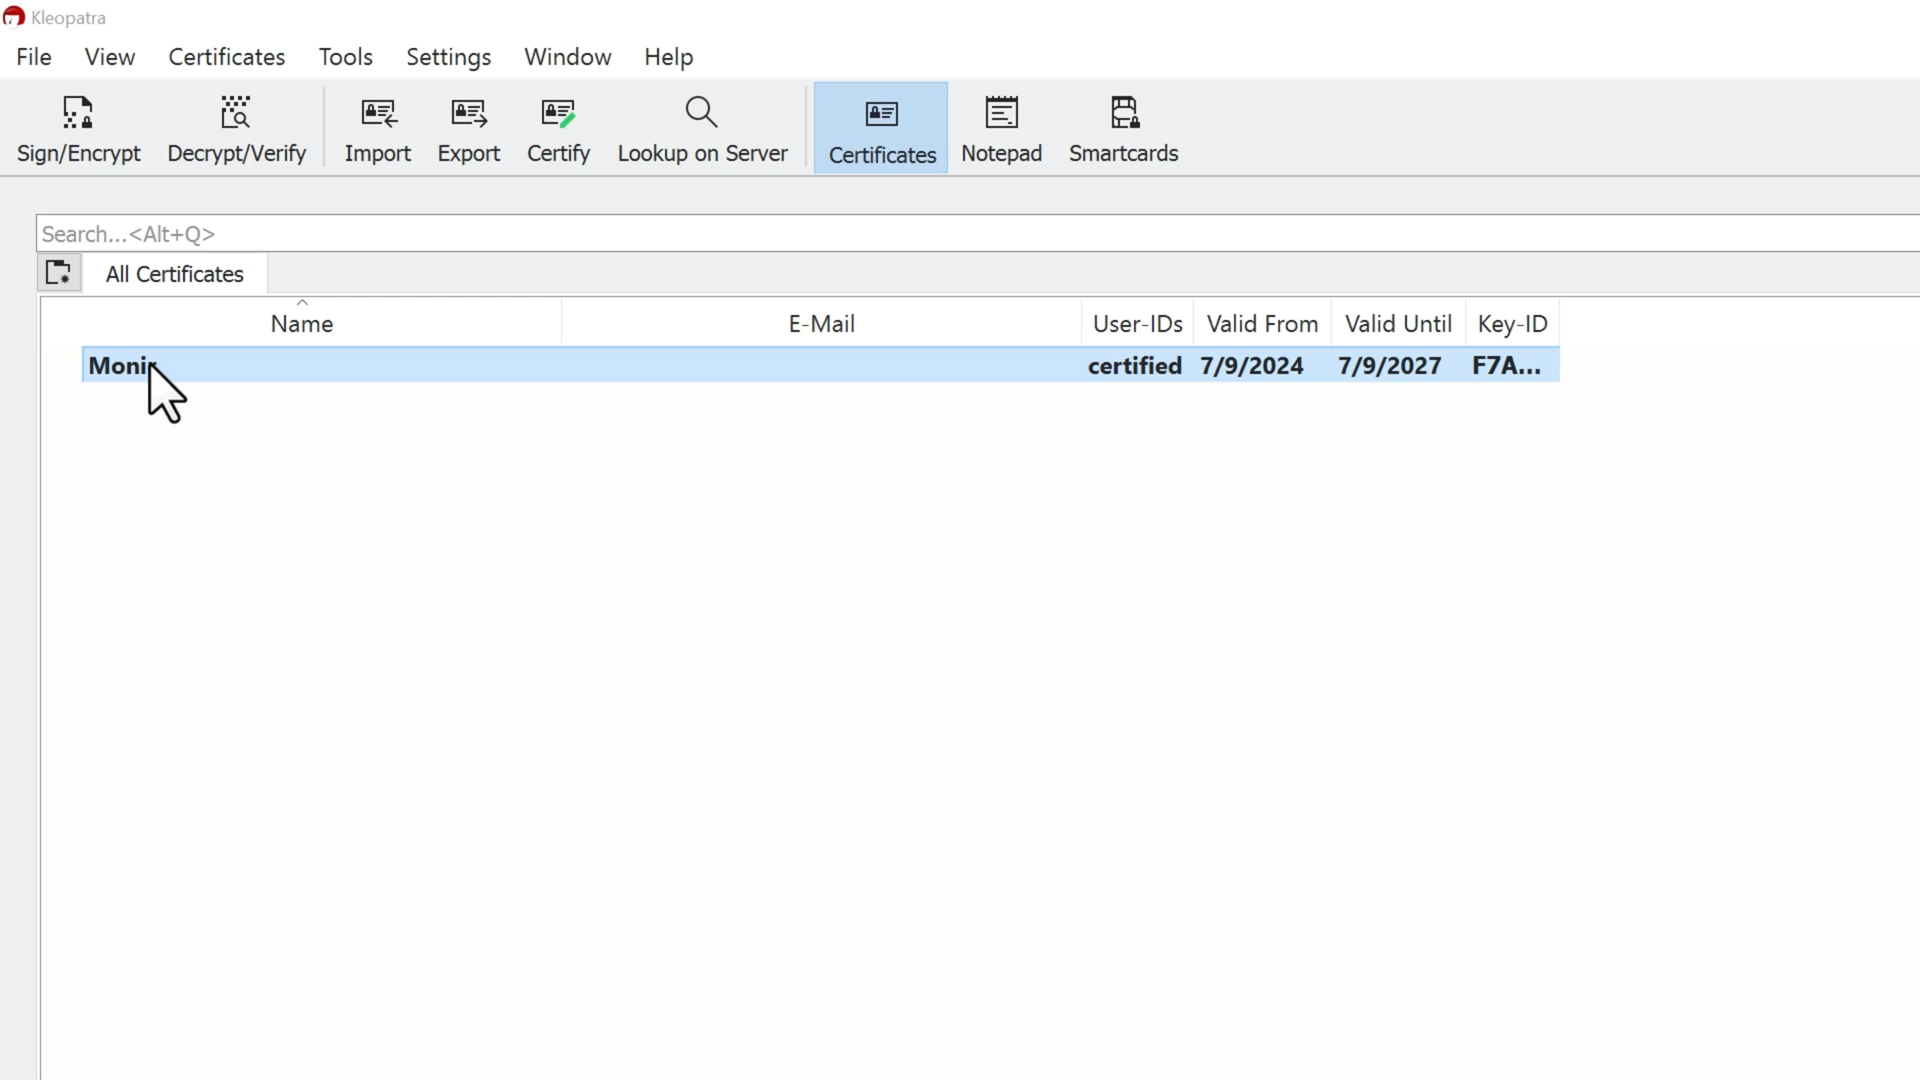 Kleopatra
File View Certificates Tools Settings Window Help
Sign/Encrypt Decrypt/Verify Import Export Certify Lookup on Server Certificates Notepad Smartcards
Search...<Alt+Q>
All Certificates
Name E-Mail User-IDs Valid From Valid Until Key-ID
certified 7/9/2024 7/9/2027 F7A...